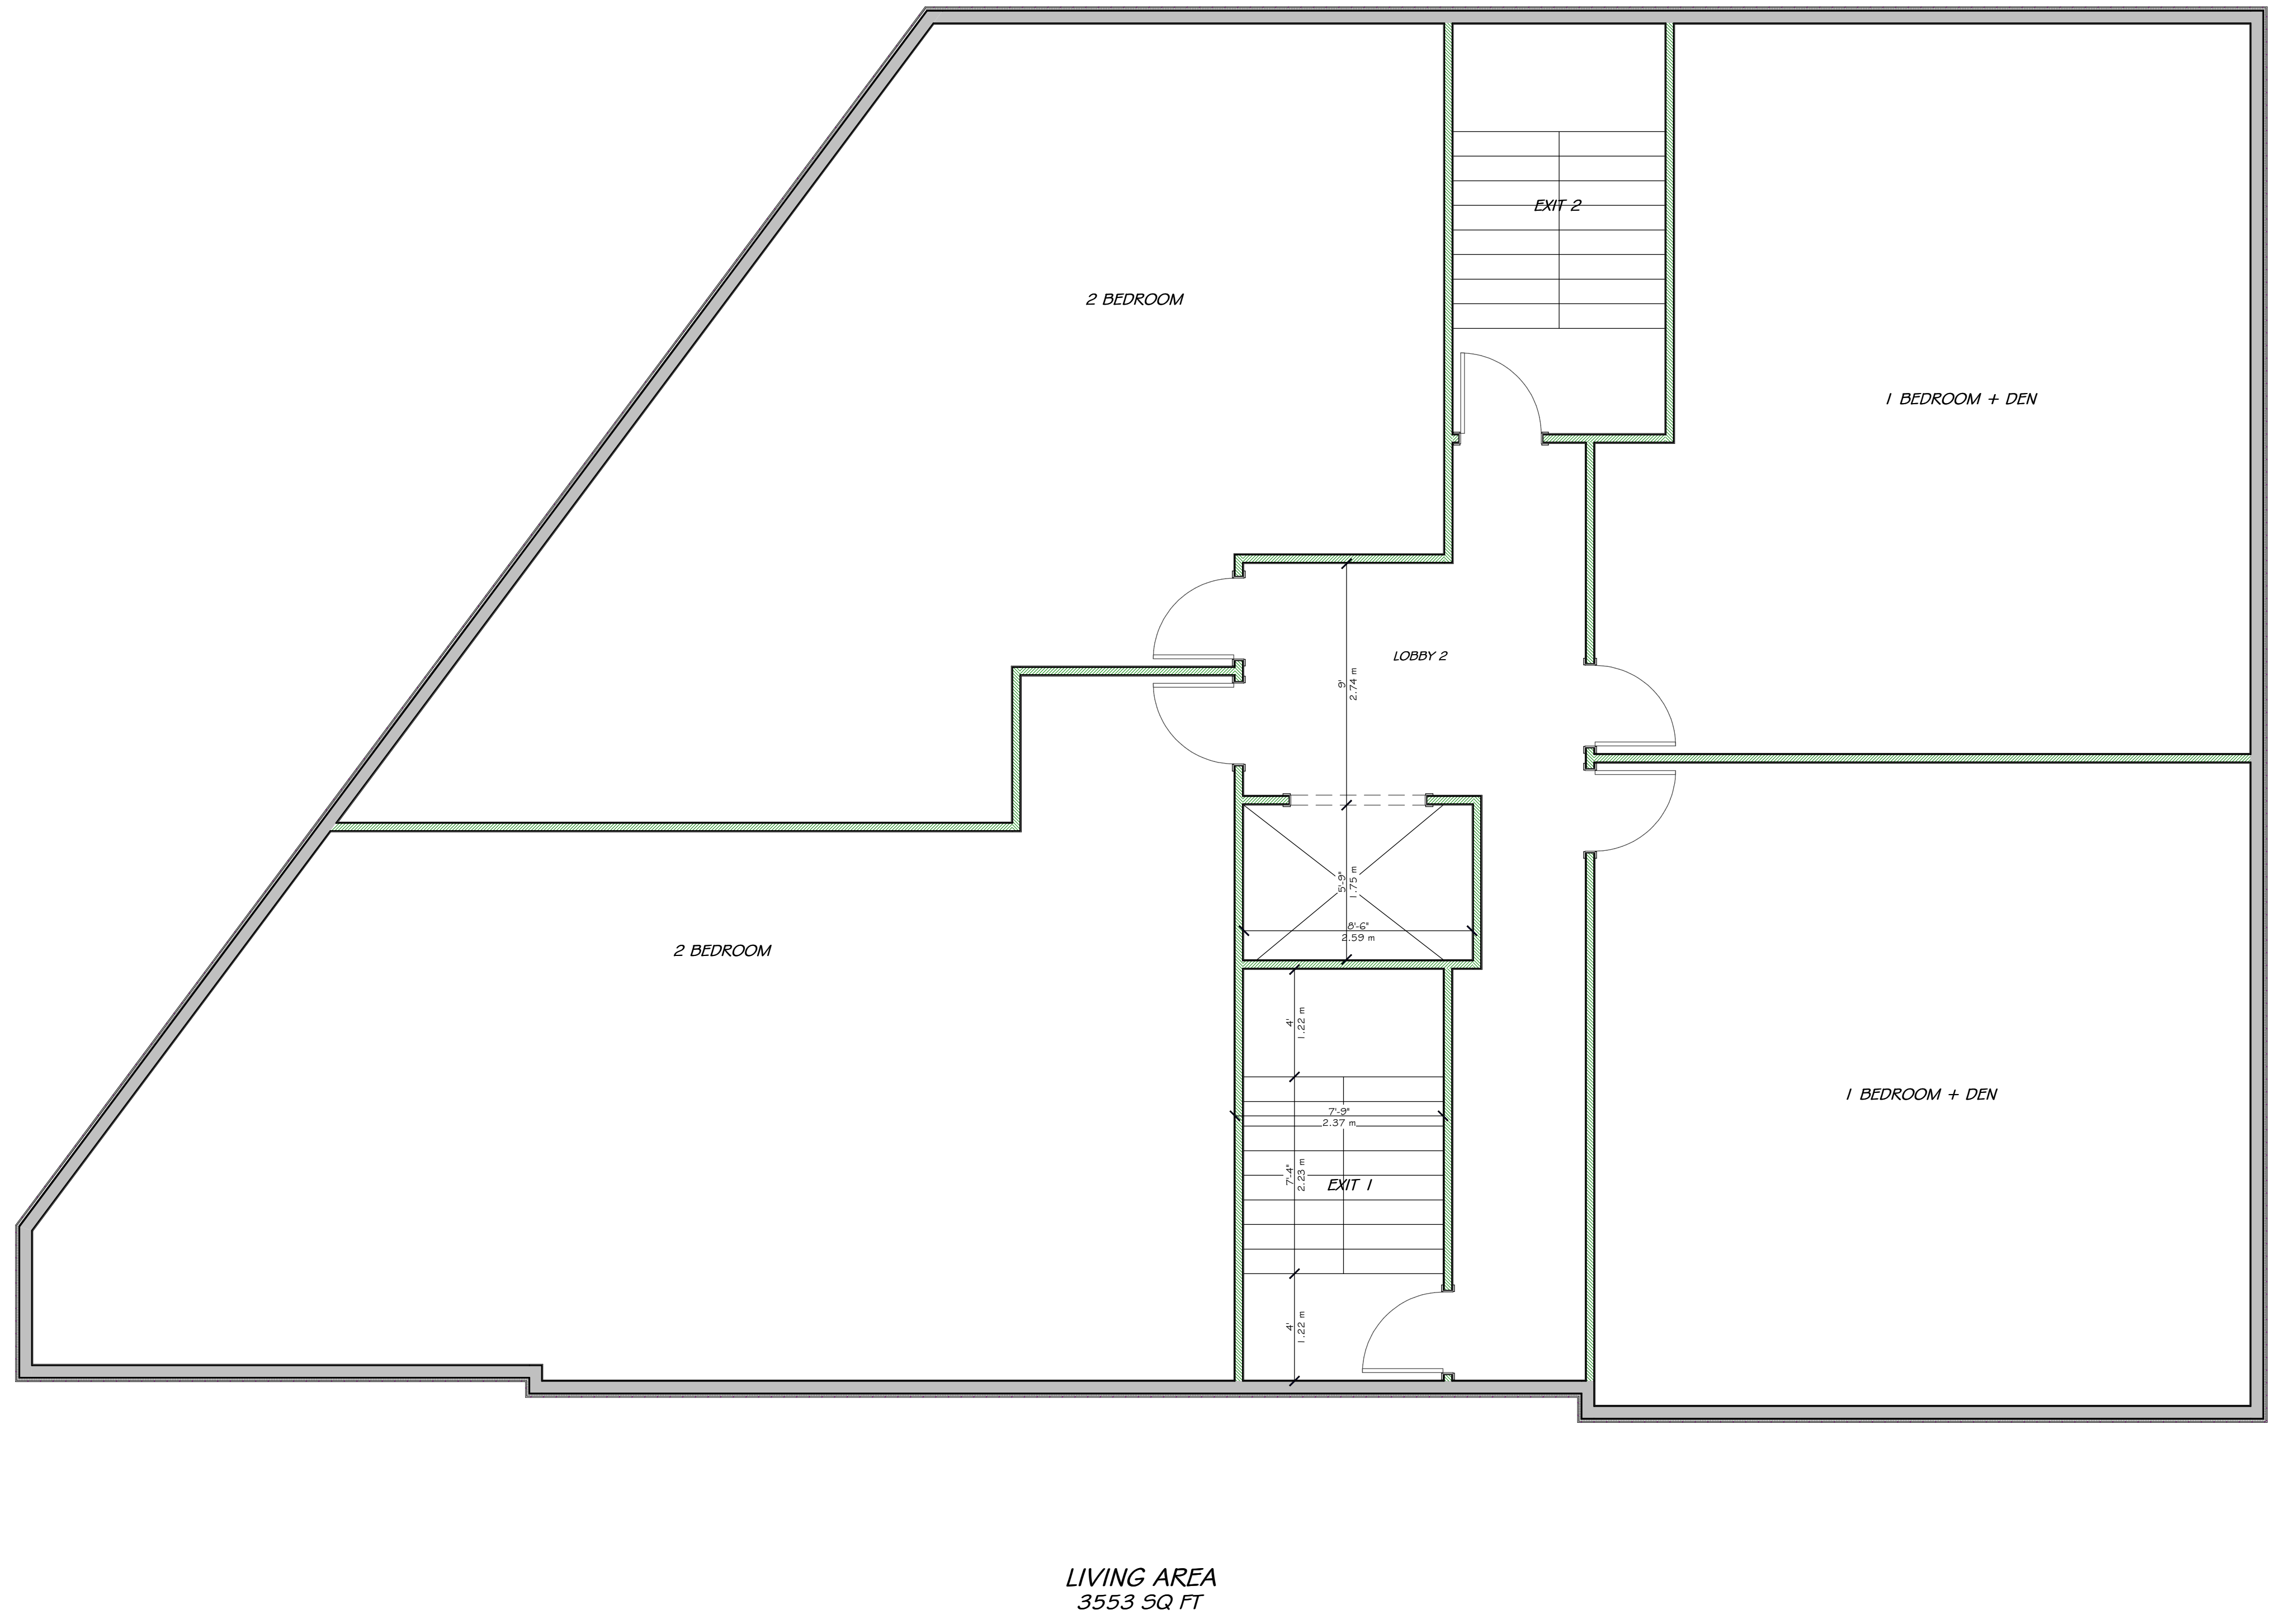 EXIT 2
2 BEDROOM
1 BEDROOM + DEN
LOBBY 2
9'
2.74 m
5'-9"
1.75 m
8'-6"
2.59 m
2 BEDROOM
4'
1.22 m
1 BEDROOM + DEN
7'-9"
2.37 m
7'-4"
2.23 m
EXIT 1
4'
1.22 m
LIVING AREA
3553 SQ FT